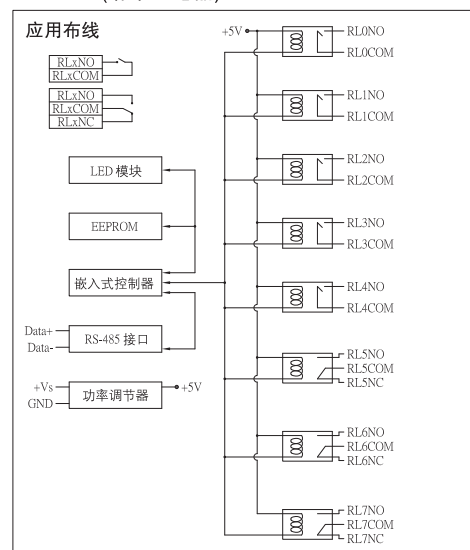 应用布线
RLxNO
RLxCOM
RLxNO
RLxCOM
RLxNC
LED 模块
EEPROM
嵌入式控制器
Data+
Data-
RS-485 接口
+Vs
GND
功率调节器
+5V
+5V
RL0NO
RL0COM
RL1NO
RL1COM
RL2NO
RL2COM
RL3NO
RL3COM
RL4NO
RL4COM
RL5NO
RL5COM
RL5NC
RL6NO
RL6COM
RL6NC
RL7NO
RL7COM
RL7NC